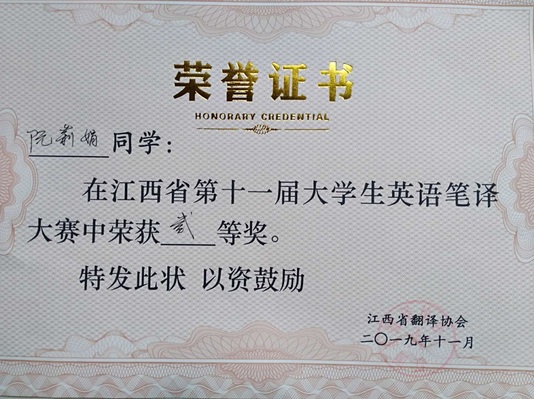 荣誉证书
HONORARY CREDENTIAL
阮莉娟同学：
在江西省第十一届大学生英语笔译
大赛中荣获贰等奖。
特发此状 以资鼓励
江西省翻译协会
二〇一九年十一月